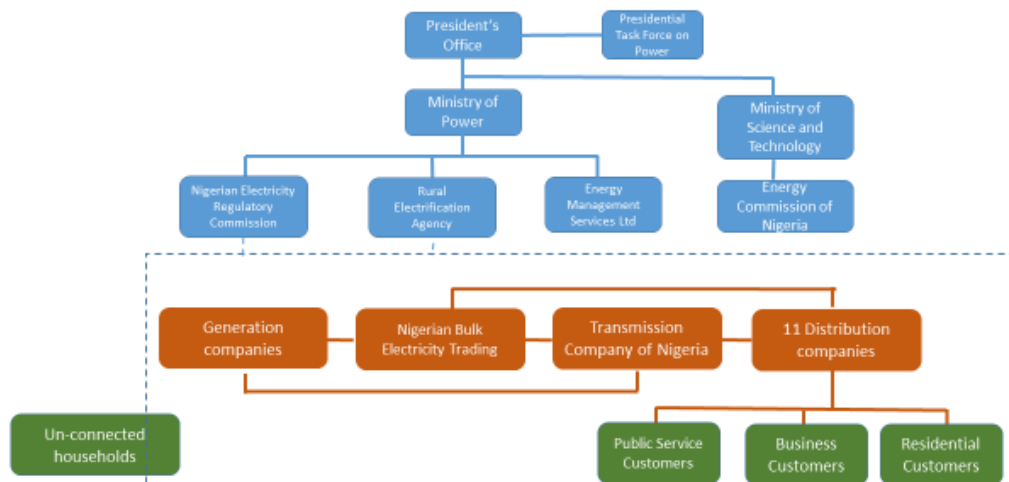 President's
Office
Presidential
Task Force on
Power
Ministry of
Power
Ministry of
Science and
Technology
Nigerian Electricity
Regulatory
Commission
Rural
Electrification
Agency
Energy
Management
Services Ltd
Energy
Commission of
Nigeria
Generation
companies
Nigerian Bulk
Electricity Trading
Transmission
Company of Nigeria
11 Distribution
companies
Un-connected
households
Public Service
Customers
Business
Customers
Residential
Customers